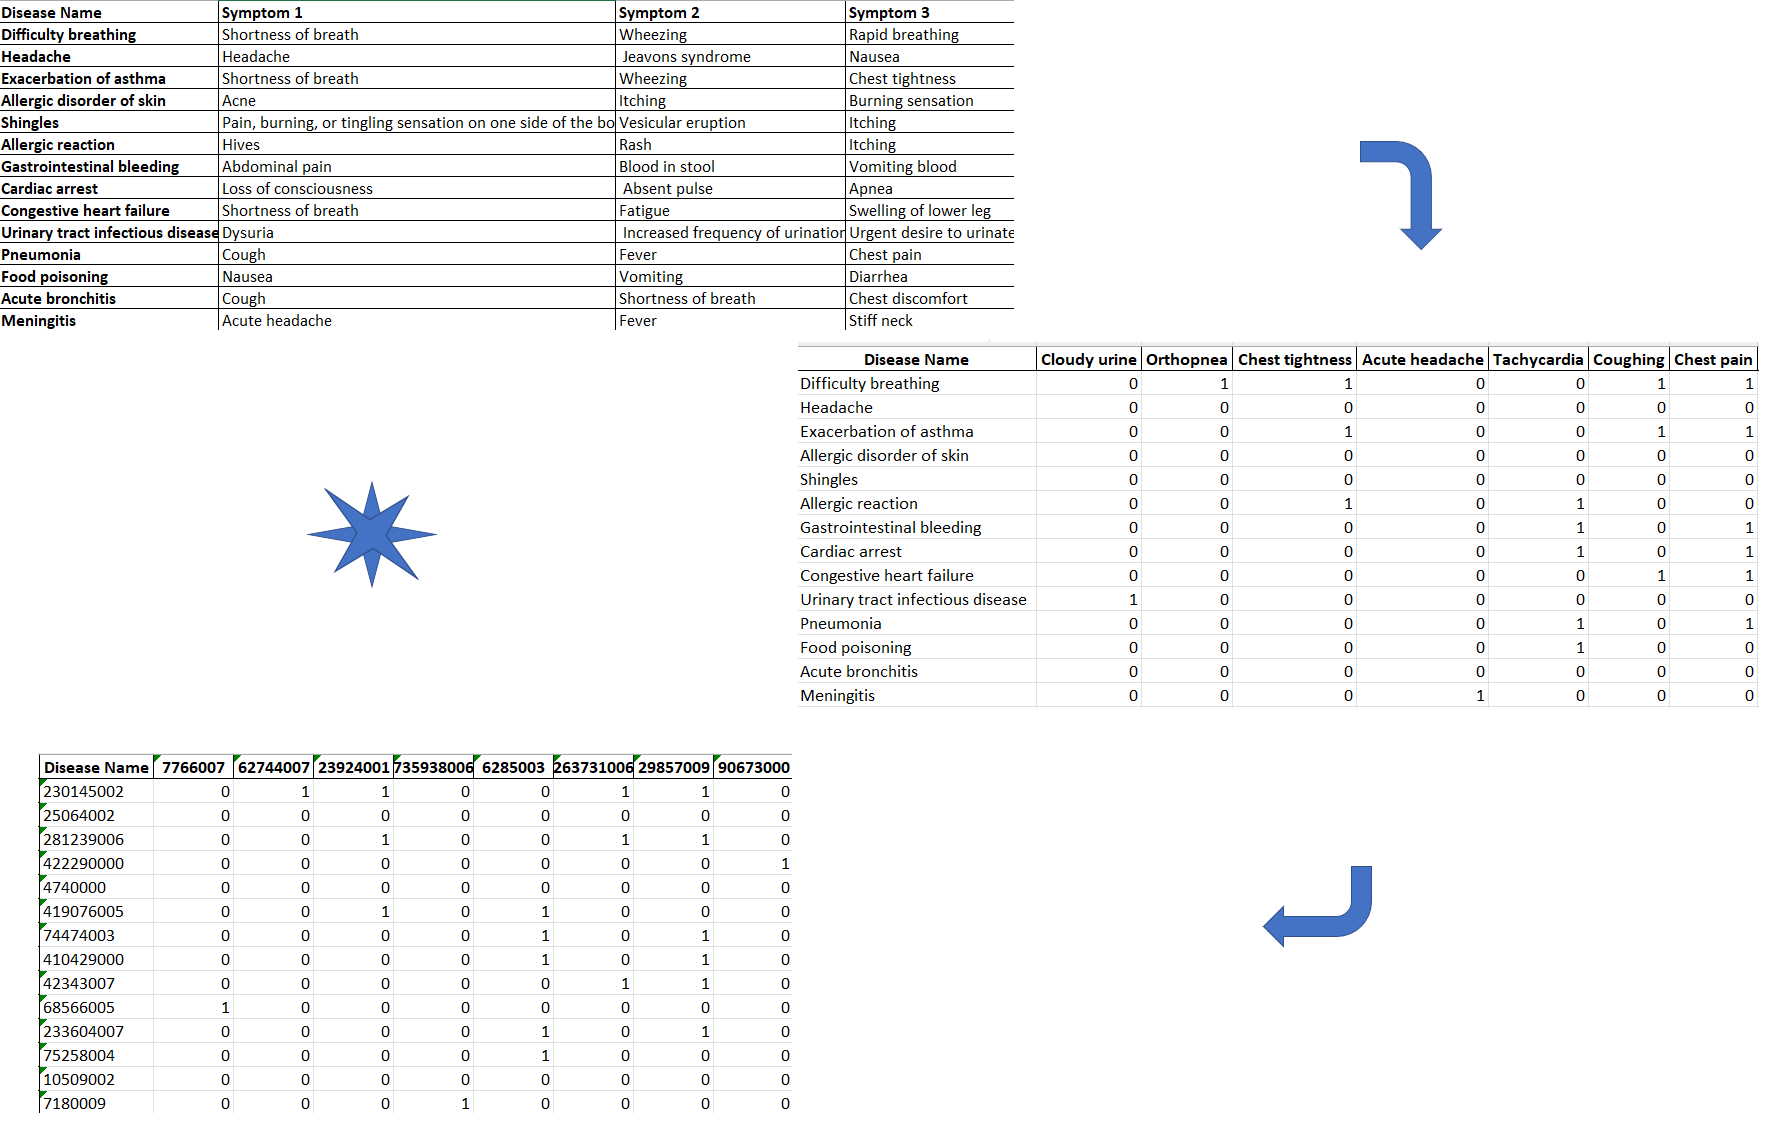 Disease Name Symptom 1 Symptom 2 Symptom 3
Difficulty breathing Shortness of breath Wheezing Rapid breathing
Headache Headache Jeavons syndrome Nausea
Exacerbation of asthma Shortness of breath Wheezing Chest tightness
Allergic disorder of skin Acne Itching Burning sensation
Shingles Pain, burning, or tingling sensation on one side of the bo Vesicular eruption Itching
Allergic reaction Hives Rash Itching
Gastrointestinal bleeding Abdominal pain Blood in stool Vomiting blood
Cardiac arrest Loss of consciousness Absent pulse Apnea
Congestive heart failure Shortness of breath Fatigue Swelling of lower leg
Urinary tract infectious disease Dysuria Increased frequency of urination Urgent desire to urinate
Pneumonia Cough Fever Chest pain
Food poisoning Nausea Vomiting Diarrhea
Acute bronchitis Cough Shortness of breath Chest discomfort
Meningitis Acute headache Fever Stiff neck
Disease Name Cloudy urine Orthopnea Chest tightness Acute headache Tachycardia Coughing Chest pain
Difficulty breathing 0 1 1 0 0 1 1
Headache 0 0 0 0 0 0 0
Exacerbation of asthma 0 0 1 0 0 1 1
Allergic disorder of skin 0 0 0 0 0 0 0
Shingles 0 0 0 0 0 0 0
Allergic reaction 0 0 1 0 1 0 0
Gastrointestinal bleeding 0 0 0 0 1 0 1
Cardiac arrest 0 0 0 0 1 0 1
Congestive heart failure 0 0 0 0 0 1 1
Urinary tract infectious disease 1 0 0 0 0 0 0
Pneumonia 0 0 0 0 1 0 1
Food poisoning 0 0 0 0 1 0 0
Acute bronchitis 0 0 0 0 0 0 0
Meningitis 0 0 0 1 0 0 0
Disease Name 7766007 62744007 23924001 735938006 6285003 263731006 29857009 90673000
230145002 0 1 1 0 0 1 1 0
25064002 0 0 0 0 0 0 0 0
281239006 0 0 1 0 0 1 1 0
422290000 0 0 0 0 0 0 0 1
4740000 0 0 0 0 0 0 0 0
419076005 0 0 1 0 1 0 0 0
74474003 0 0 0 0 1 0 1 0
410429000 0 0 0 0 1 0 1 0
42343007 0 0 0 0 0 1 1 0
68566005 1 0 0 0 0 0 0 0
233604007 0 0 0 0 1 0 1 0
75258004 0 0 0 0 1 0 0 0
10509002 0 0 0 0 0 0 0 0
7180009 0 0 0 1 0 0 0 0